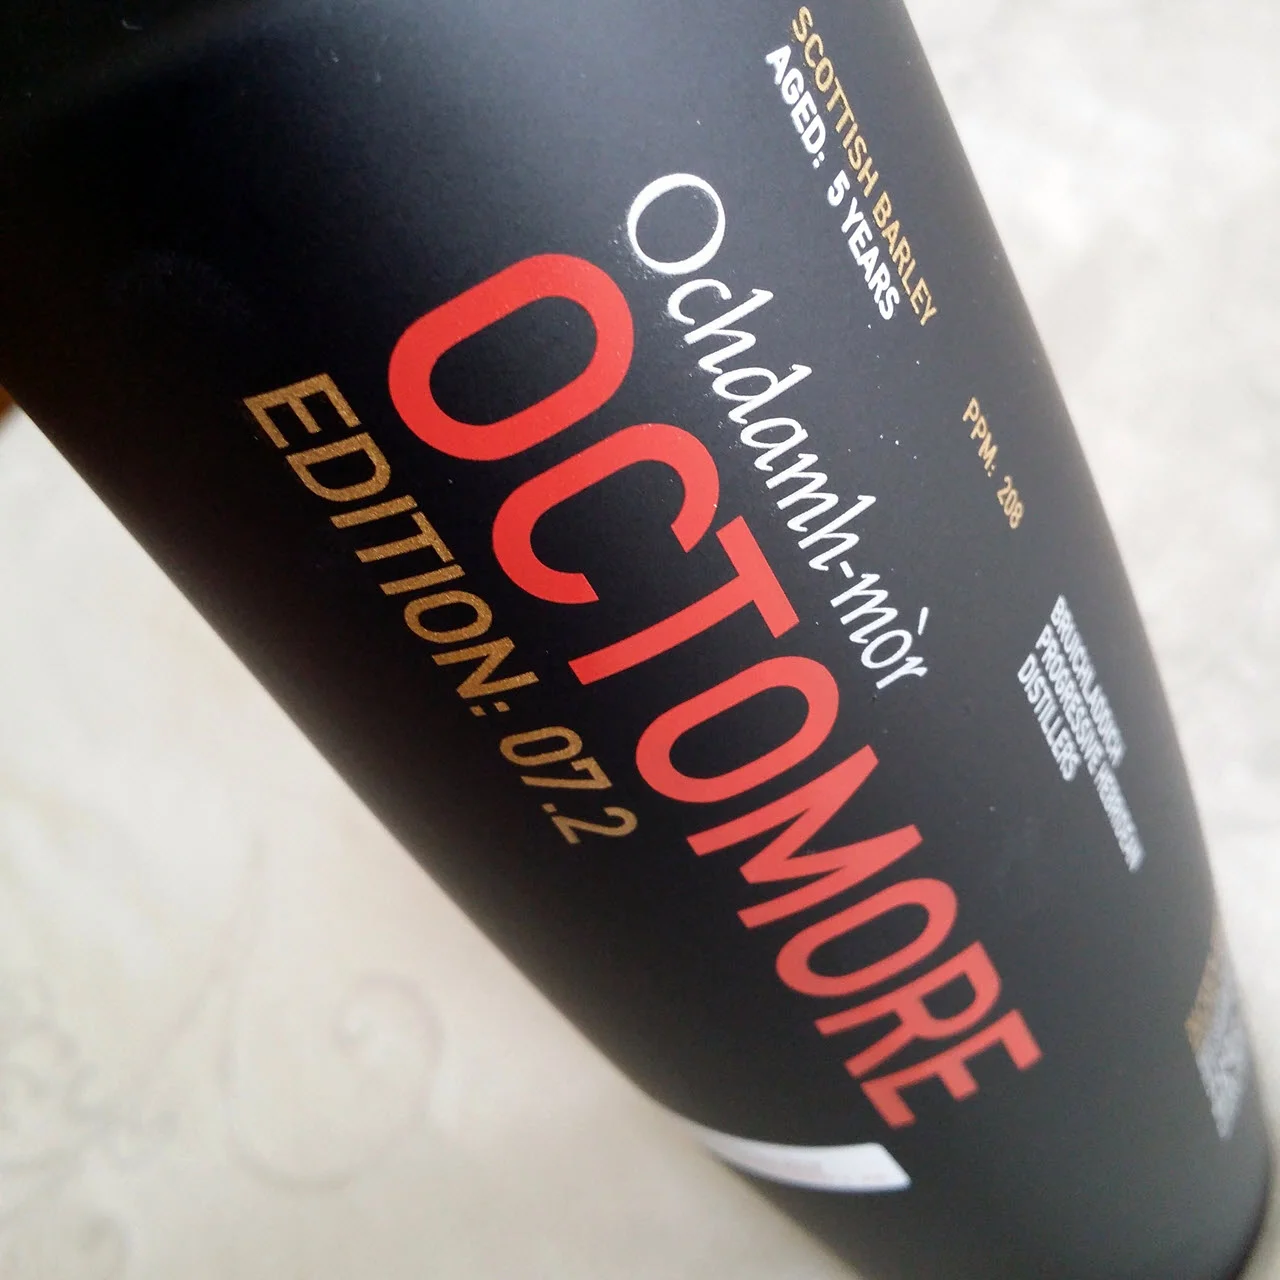 SCOTTISH BARLEY
AGED: 5 YEARS
Ochdamh-mòr
OCTOMORE
EDITION: 07.2
PPM: 208
BRUICHLADDICH
PROGRESSIVE HEBRIDEAN
DISTILLERS